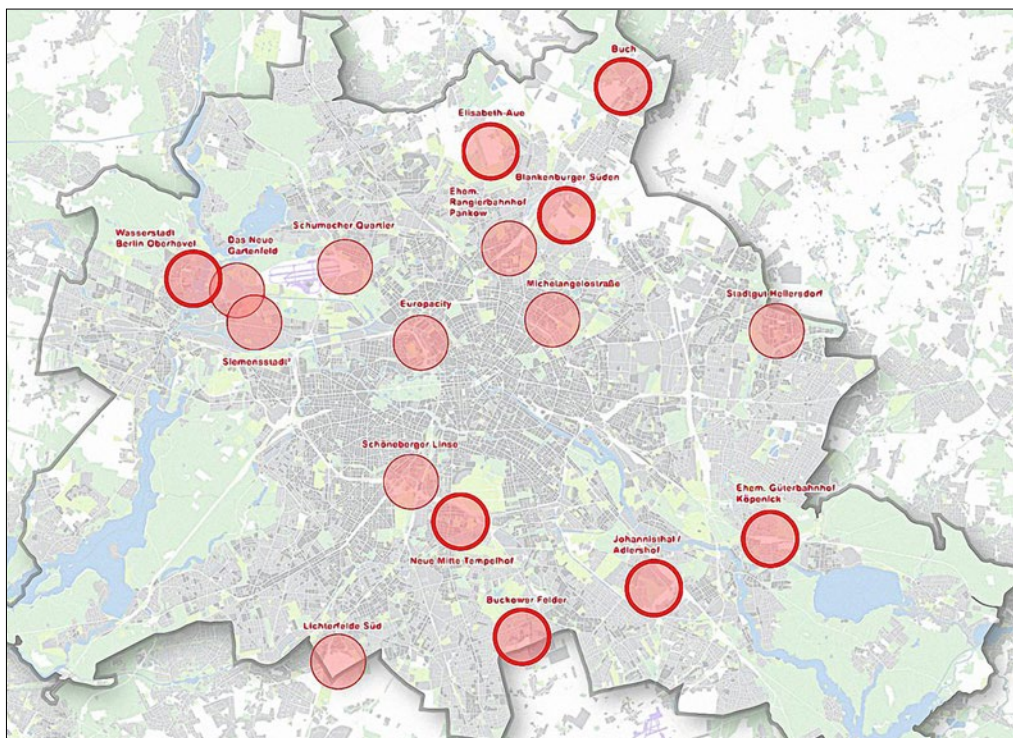 Buch
Elisabeth-Aue
Blankenburger Süden
Ehem.
Rangierbahnhof
Pankow
Schumacher Quartier
Wasserstadt
Berlin Oberhavel
Das Neue
Gartenfeld
Michelangelostraße
Stadtgut Hellersdorf
Europacity
Siemensstadt²
Schöneberger Linse
Ehem. Güterbahnhof
Köpenick
Johannisthal /
Adlershof
Neue Mitte Tempelhof
Buckower Felder
Lichterfelde Süd